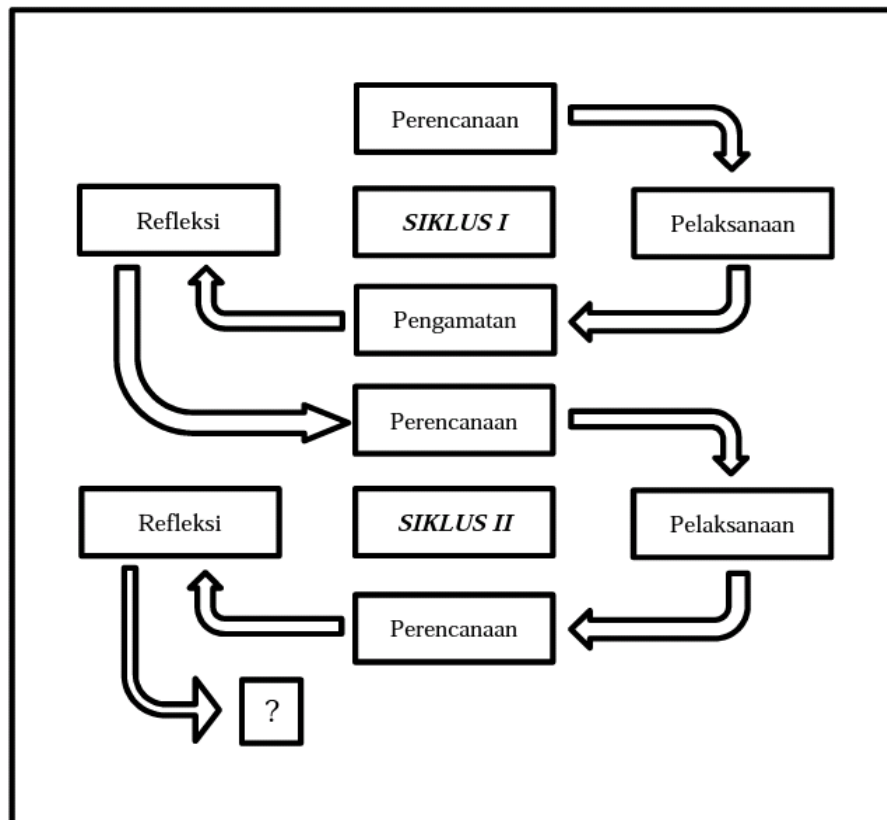 Perencanaan
Refleksi
SIKLUS I
Pelaksanaan
Pengamatan
Perencanaan
Refleksi
SIKLUS II
Pelaksanaan
Perencanaan
?